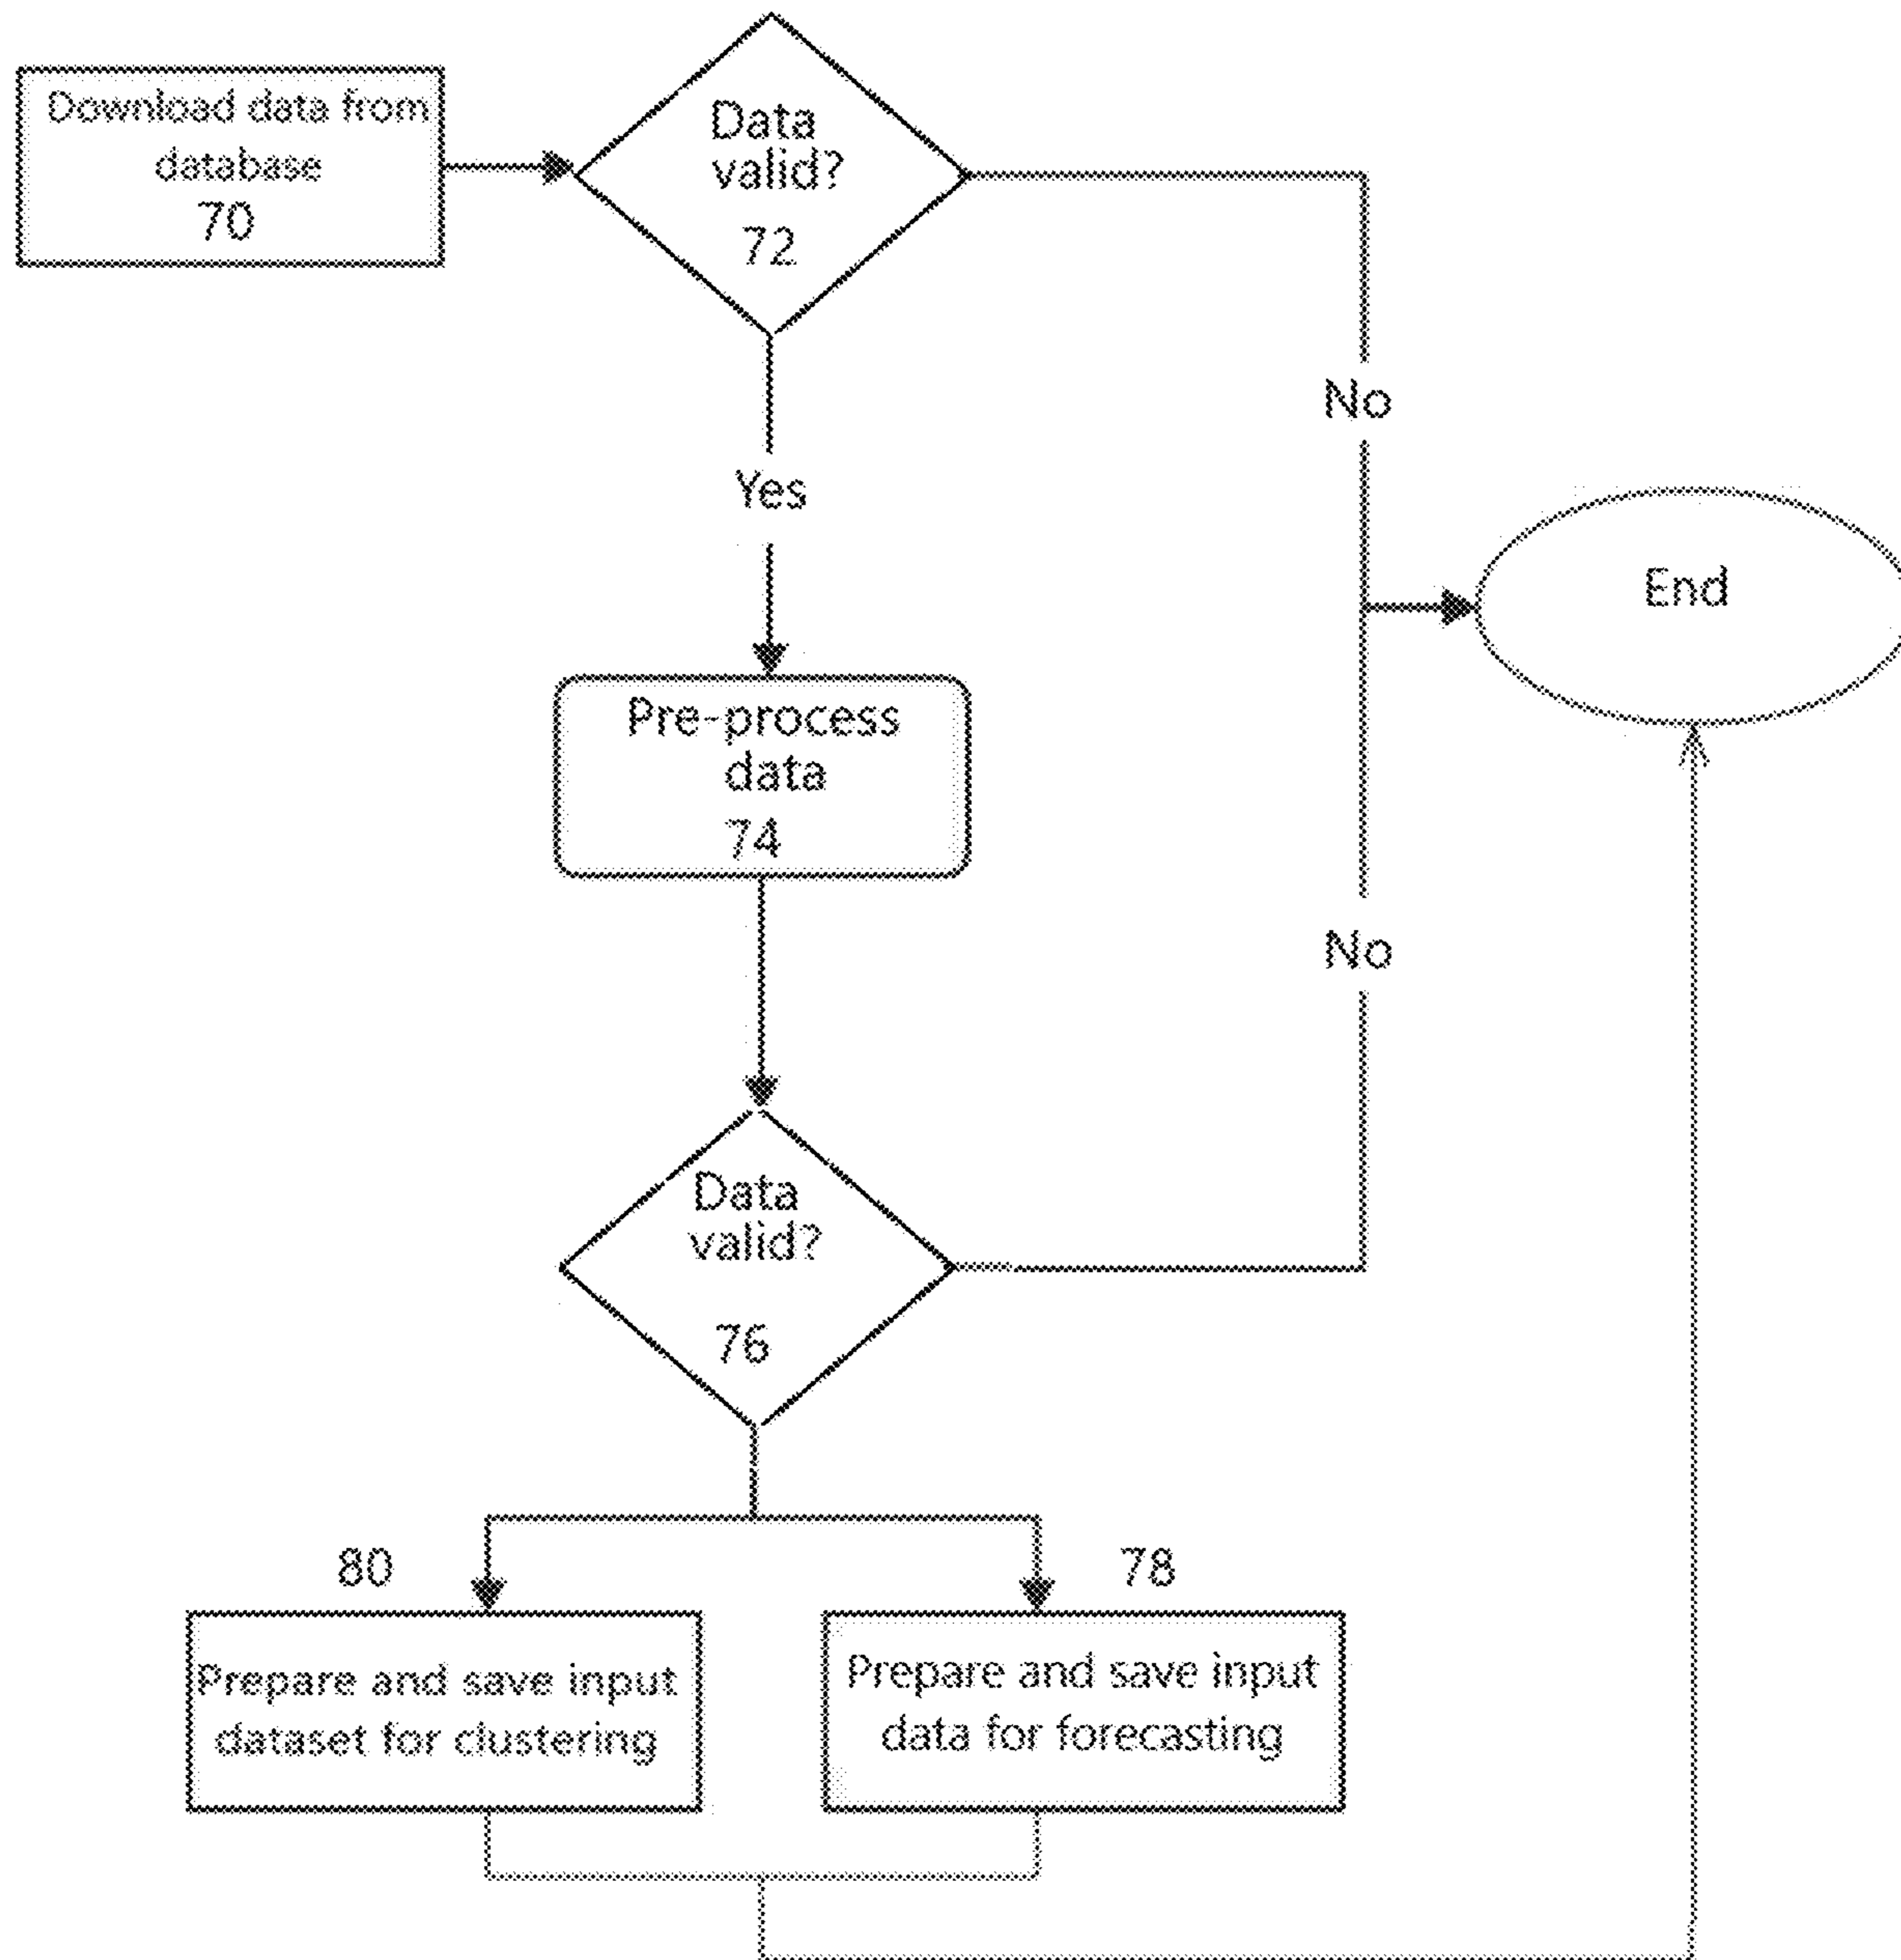 Download data from
database
70
Data
valid?
72
No
Yes
End
Pre-process
data
74
No
Data
valid?
76
80
78
Prepare and save input
dataset for clustering
Prepare and save input
data for forecasting